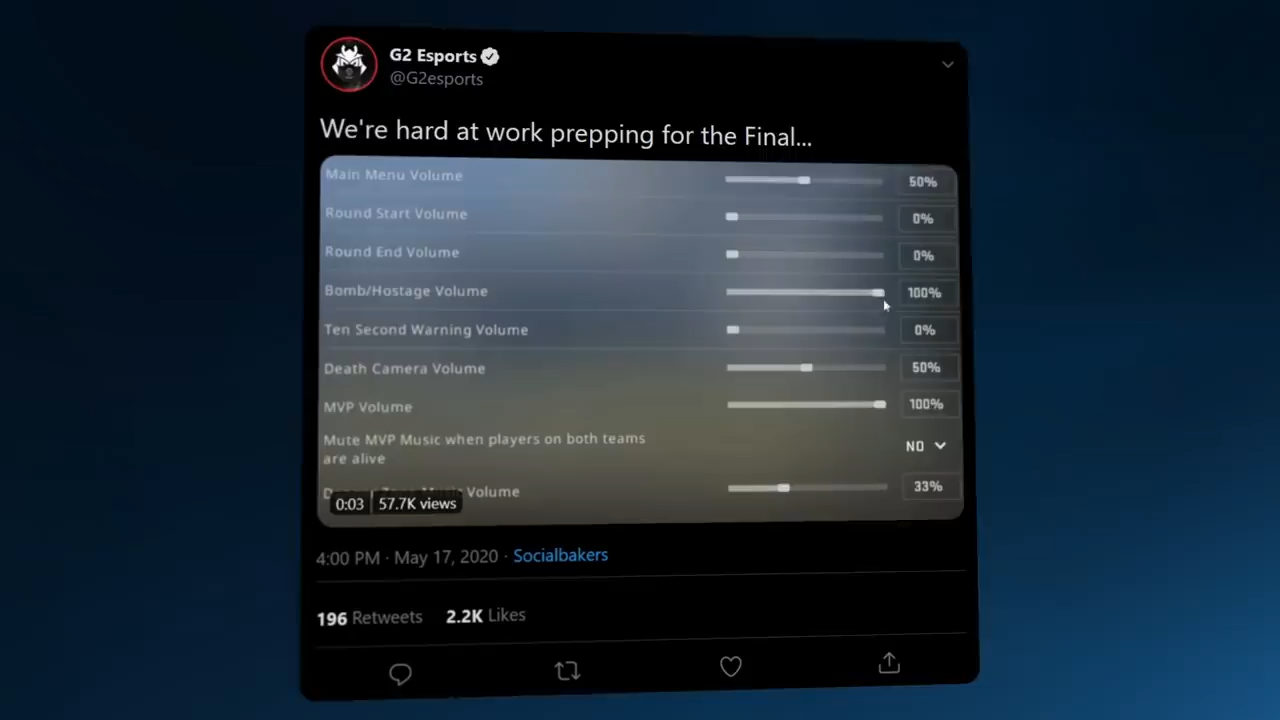 G2 Esports
@G2esports
We're hard at work prepping for the Final...
Main Menu Volume 50%
Round Start Volume 0%
Round End Volume 0%
Bomb/Hostage Volume 100%
Ten Second Warning Volume 0%
Death Camera Volume 50%
MVP Volume 100%
Mute MVP Music when players on both teams
are alive NO
Volume 33%
0:03 57.7K views
4:00 PM · May 17, 2020 · Socialbakers
196 Retweets 2.2K Likes